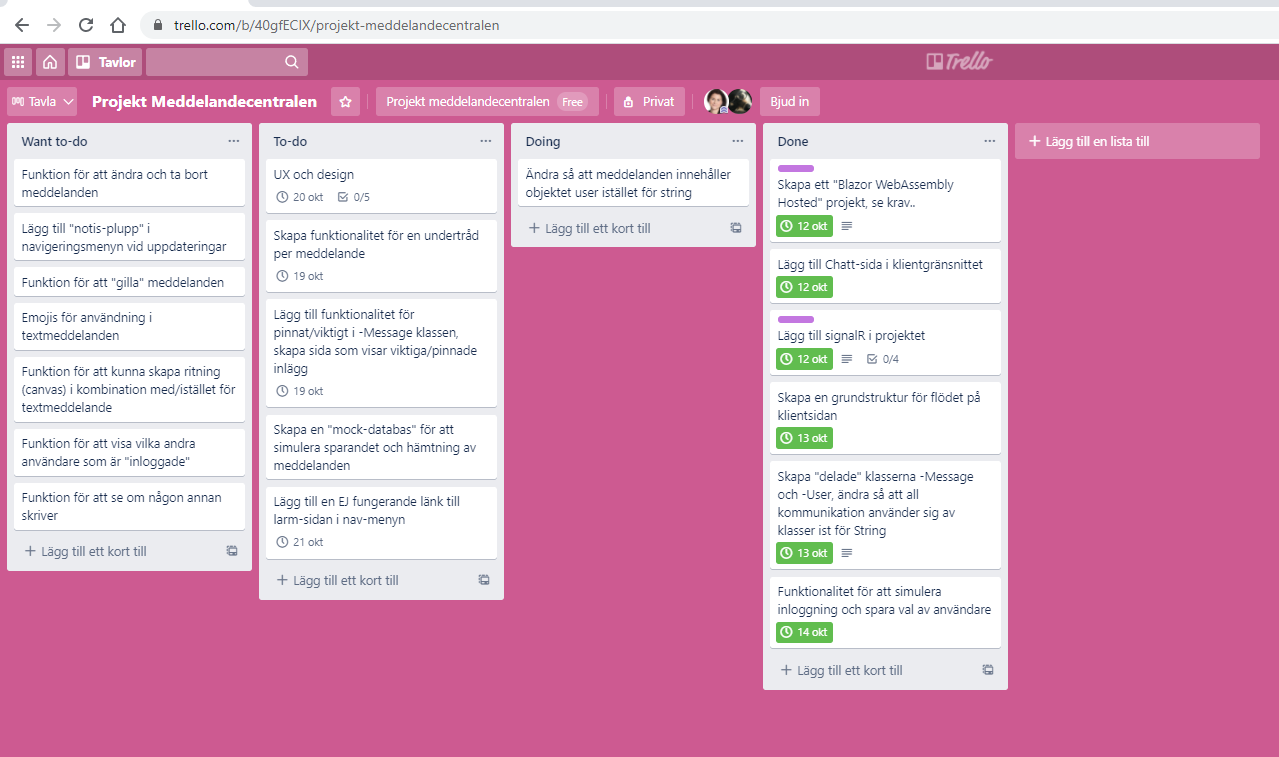 trello.com/b/40gfEClX/projekt-meddelandecentralen
Tavlor
Trello
Tavla
Projekt Meddelandecentralen
Projekt meddelandecentralen
Free
Privat
Bjud in
Want to-do
Funktion för att ändra och ta bort
meddelanden
Lägg till "notis-plupp" i
navigeringsmenyn vid uppdateringar
Funktion för att "gilla" meddelanden
Emojis för användning i
textmeddelanden
Funktion för att kunna skapa ritning
(canvas) i kombination med/istället för
textmeddelande
Funktion för att visa vilka andra
användare som är "inloggade"
Funktion för att se om någon annan
skriver
+ Lägg till ett kort till
To-do
UX och design
20 okt 0/5
Skapa funktionalitet för en undertråd
per meddelande
19 okt
Lägg till funktionalitet för
pinnat/viktigt i -Message klassen,
skapa sida som visar viktiga/pinnade
inlägg
19 okt
Skapa en "mock-databas" för att
simulera sparandet och hämtning av
meddelanden
Lägg till en EJ fungerande länk till
larm-sidan i nav-menyn
21 okt
+ Lägg till ett kort till
Doing
Ändra så att meddelanden innehåller
objektet user istället för string
+ Lägg till ett kort till
Done
Skapa ett "Blazor WebAssembly
Hosted" projekt, se krav..
12 okt
Lägg till Chatt-sida i klientgränsnittet
12 okt
Lägg till signalR i projektet
12 okt 0/4
Skapa en grundstruktur för flödet på
klientsidan
13 okt
Skapa "delade" klasserna -Message
och -User, ändra så att all
kommunikation använder sig av
klasser ist för String
13 okt
Funktionalitet för att simulera
inloggning och spara val av användare
14 okt
+ Lägg till ett kort till
+ Lägg till en lista till